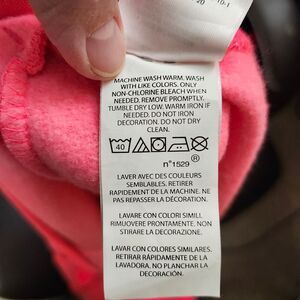 MACHINE WASH WARM. WASH
WITH LIKE COLORS. ONLY
NON-CHLORINE BLEACH WHEN
NEEDED. REMOVE PROMPTLY.
TUMBLE DRY LOW. WARM IRON IF
NEEDED. DO NOT IRON
DECORATION. DO NOT DRY
CLEAN.
40
n°1529 ®
LAVER AVEC DES COULEURS
SEMBLABLES. RETIRER
RAPIDEMENT DE LA MACHINE. NE
PAS REPASSER LA DÉCORATION.
LAVARE CON COLORI SIMILI.
RIMUOVERE PRONTAMENTE. NON
STIRARE LA DECORAZIONE.
LAVAR CON COLORES SIMILARES.
RETIRAR RÁPIDAMENTE DE LA
LAVADORA. NO PLANCHAR LA
DECORACIÓN.